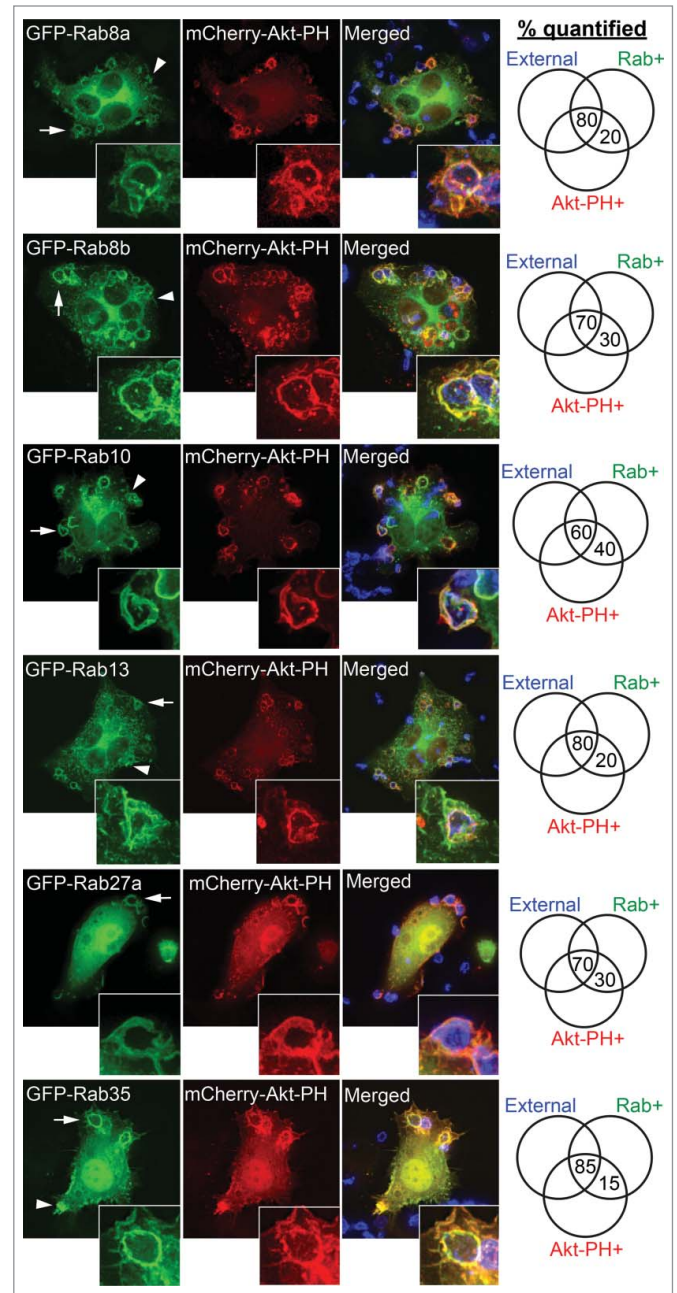 GFP-Rab8a mCherry-Akt-PH Merged % quantified
External Rab+
80
20
Akt-PH+
GFP-Rab8b mCherry-Akt-PH Merged
External Rab+
70
30
Akt-PH+
GFP-Rab10 mCherry-Akt-PH Merged
External Rab+
60
40
Akt-PH+
GFP-Rab13 mCherry-Akt-PH Merged
External Rab+
80
20
Akt-PH+
GFP-Rab27a mCherry-Akt-PH Merged
External Rab+
70
30
Akt-PH+
GFP-Rab35 mCherry-Akt-PH Merged
External Rab+
85
15
Akt-PH+